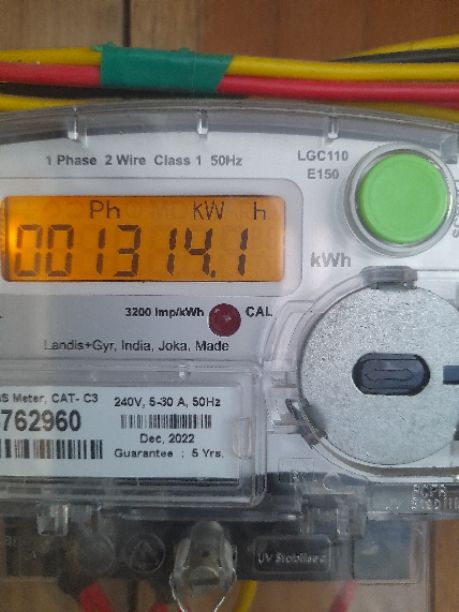 1 Phase 2 Wire Class 1 50Hz
LGC110
E150
Ph KW h
001314.1
kWh
3200 Imp/kWh CAL
Landis+Gyr, India, Joka, Made
Meter, CAT- C3
762960
240V, 5-30 A, 50Hz
Dec, 2022
Guarantee : 5 Yrs.
UV Stabilised